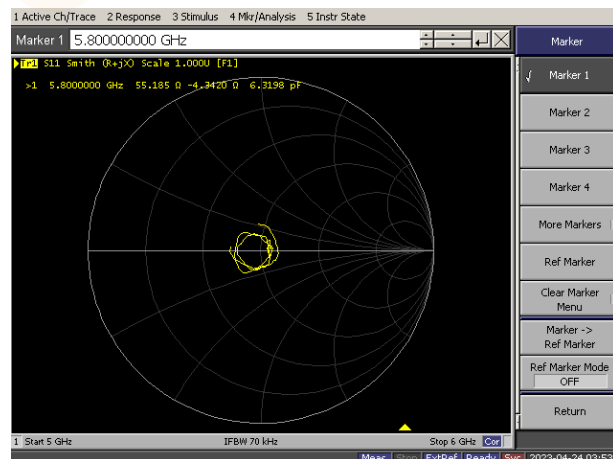 1 Active Ch/Trace 2 Response 3 Stimulus 4 Mkr/Analysis 5 Instr State
Marker 1 5.800000000 GHz
Tr1 S11 Smith (R+jX) Scale 1.000U [F1]
>1 5.8000 GHz 55.185 Ω -4.3420 Ω 6.3198 pF
Marker
√ Marker 1
Marker 2
Marker 3
Marker 4
More Markers
Ref Marker
Clear Marker
Menu
Marker ->
Ref Marker
Ref Marker Mode
OFF
Return
1 Start 5 GHz IFBW 70 kHz Stop 6 GHz Cor
Meas Stop ExtRef Ready Svc 2023-04-24 03:53